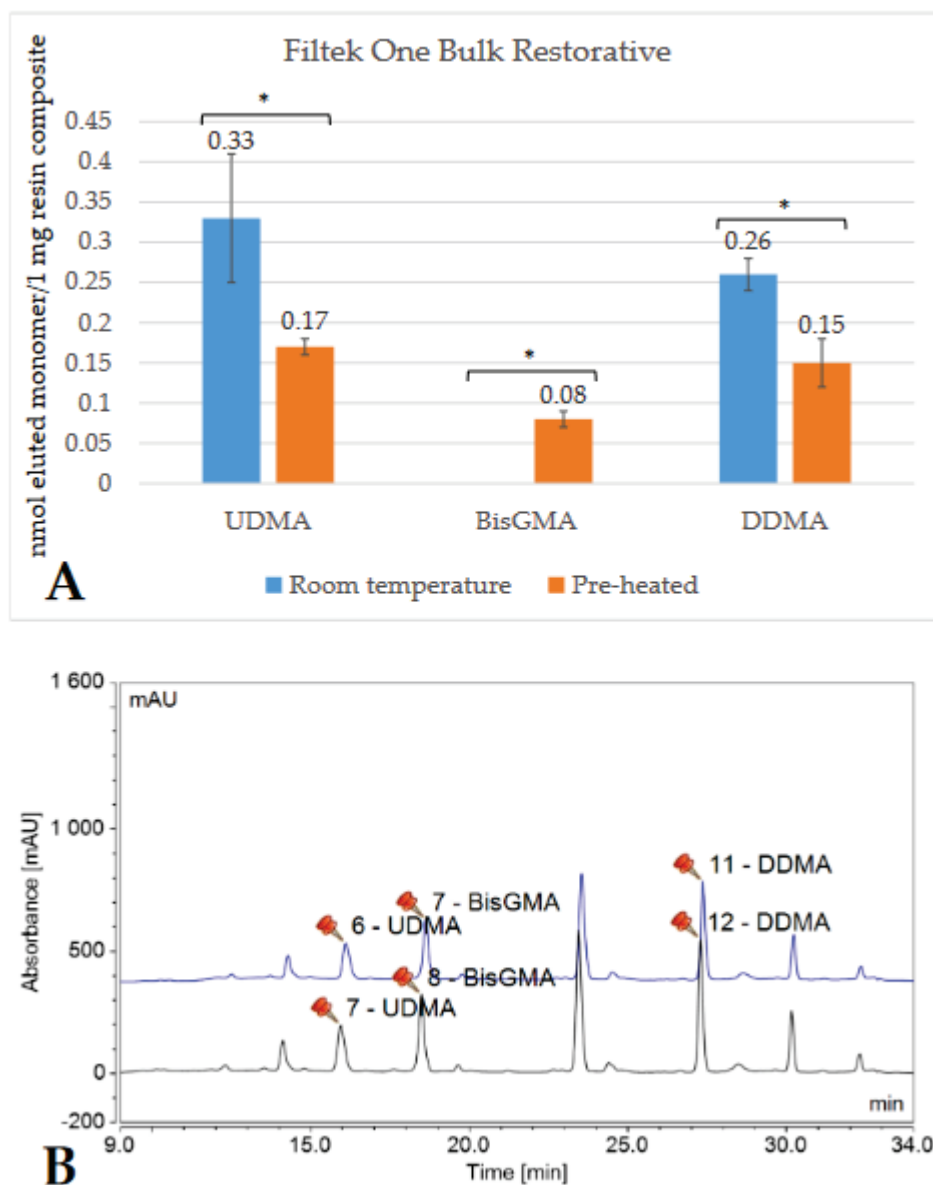 Filtek One Bulk Restorative
nmol eluted monomer/1 mg resin composite
*
0.45
0.33
0.4
0.35
*
0.3
0.26
0.25
0.17
0.2
0.15
*
0.15
0.08
0.1
0.05
0
UDMA BisGMA DDMA
A
Room temperature Pre-heated
1 600
mAU
Absorbance [mAU]
1 000
11 - DDMA
7 - BisGMA
6 - UDMA
12 - DDMA
500
8 - BisGMA
7 - UDMA
0
min
-200
9.0 15.0 20.0 25.0 30.0 34.0
Time [min]
B